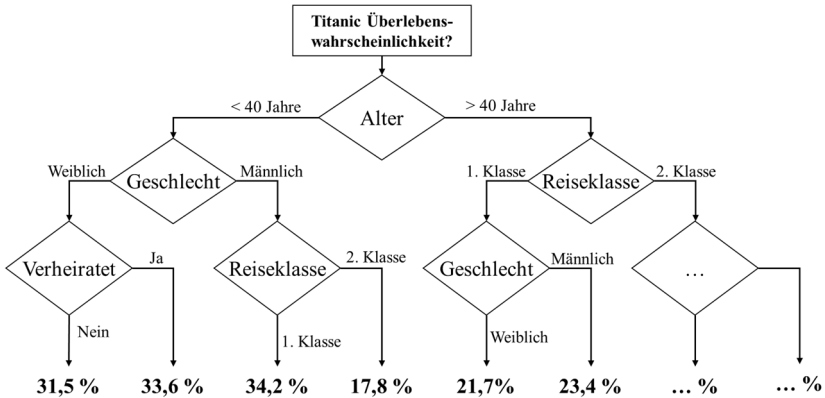 Titanic Überlebens-
wahrscheinlichkeit?
< 40 Jahre
Alter
> 40 Jahre
Weiblich
Geschlecht
Männlich
1. Klasse
Reiseklasse
2. Klasse
Verheiratet
Ja
Reiseklasse
2. Klasse
Geschlecht
Männlich
...
Nein
1. Klasse
Weiblich
31,5 %
33,6 %
34,2 %
17,8 %
21,7%
23,4 %
... %
... %